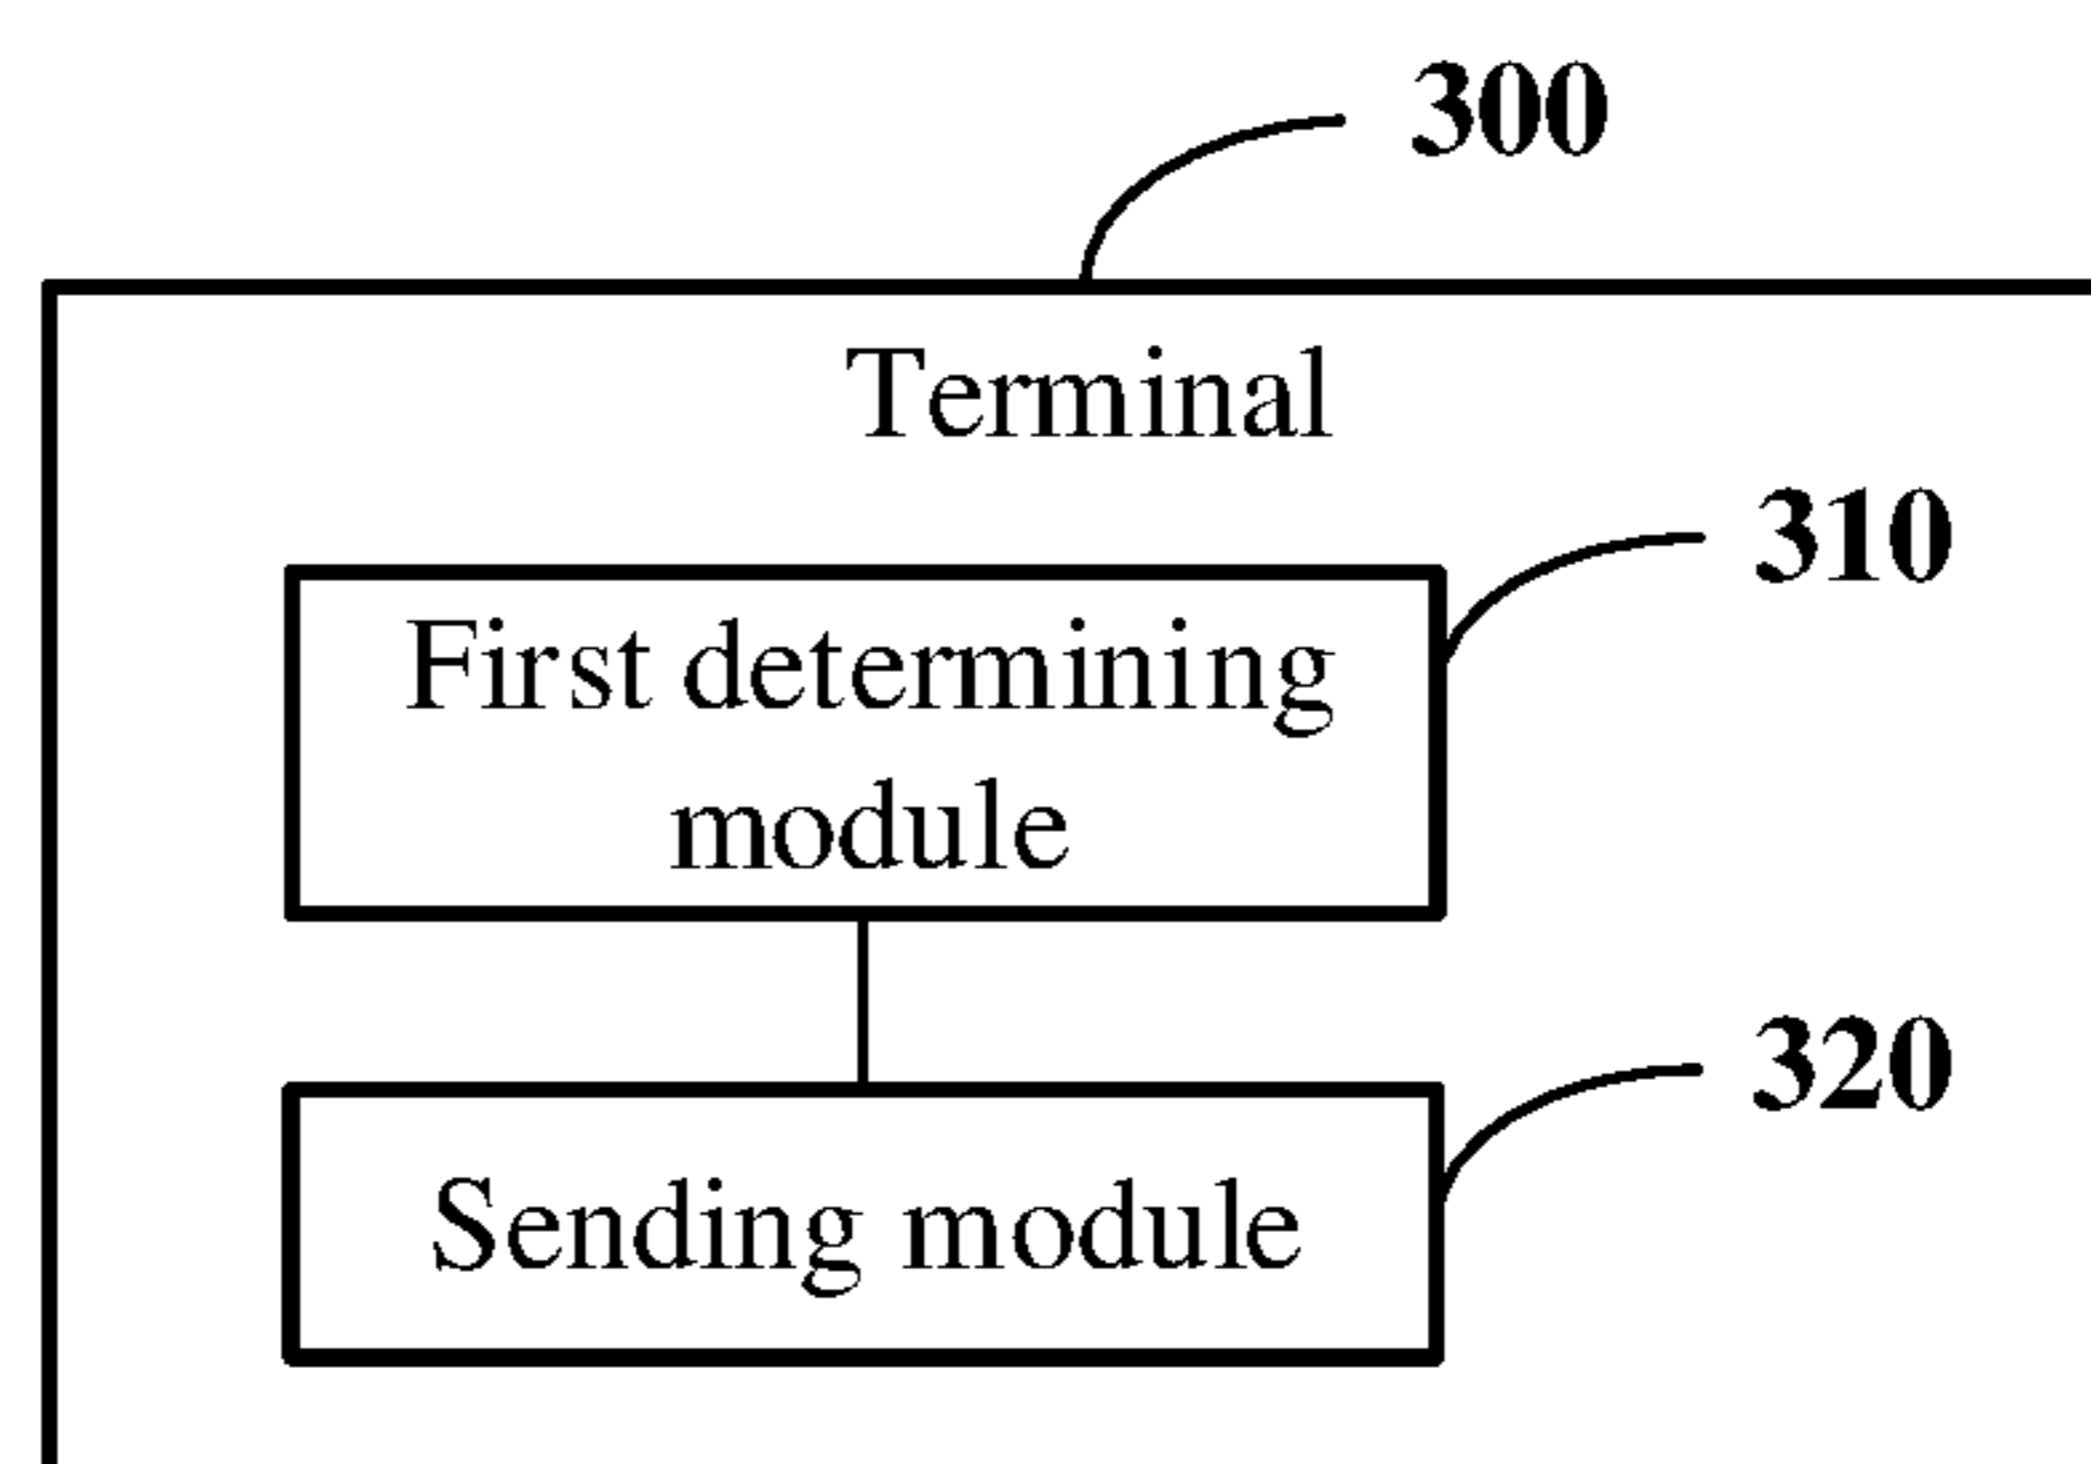 300
Terminal
310
First determining
module
320
Sending module